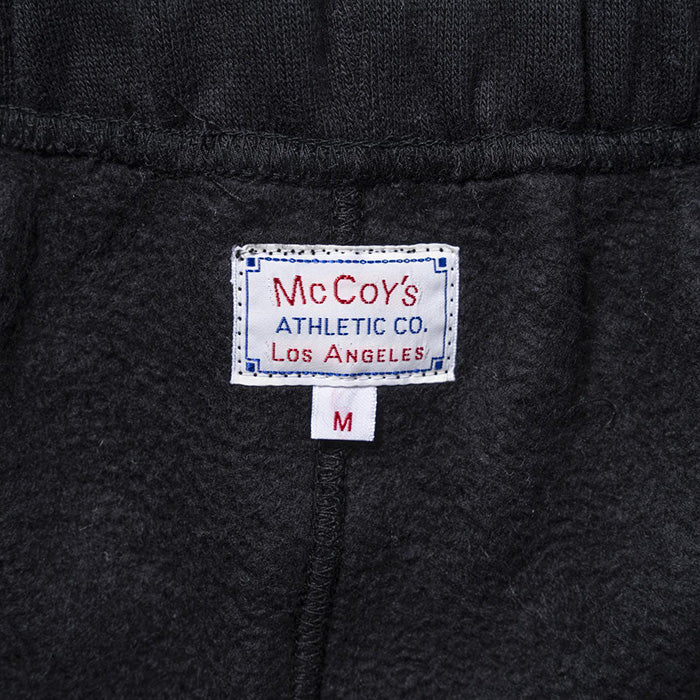 McCoy's
ATHLETIC CO.
Los Angeles
M